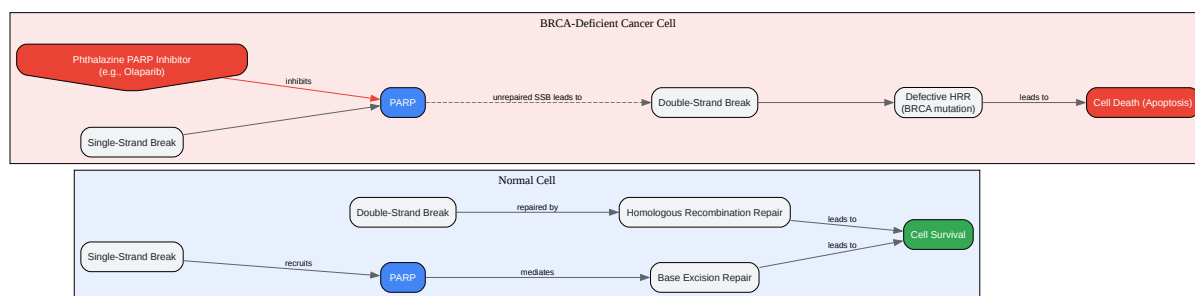 BRCA-Deficient Cancer Cell
Phthalazine PARP Inhibitor
(e.g., Olaparib)
inhibits
PARP
unrepaired SSB leads to
Double-Strand Break
Defective HRR
(BRCA mutation)
leads to
Cell Death (Apoptosis)
Single-Strand Break
Normal Cell
Double-Strand Break
repaired by
Homologous Recombination Repair
leads to
Cell Survival
Single-Strand Break
recruits
PARP
mediates
Base Excision Repair
leads to